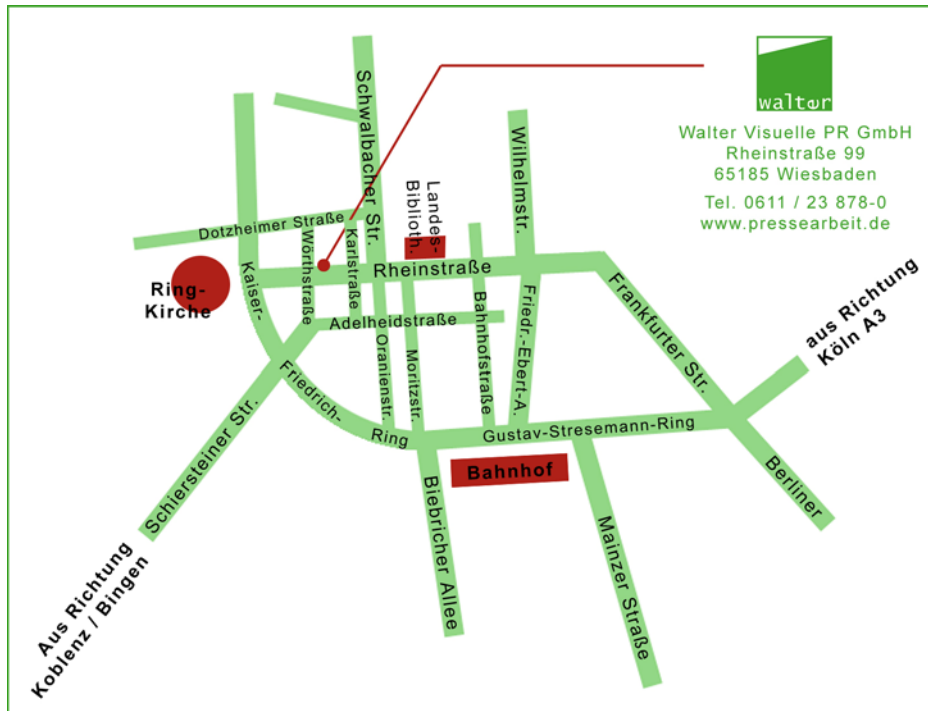 walter
Walter Visuelle PR GmbH
Rheinstraße 99
65185 Wiesbaden
Tel. 0611 / 23 878-0
www.pressearbeit.de
Schwalbacher Str.
Wilhelmstr.
Landes-
Biblioth.
Dotzheimer Straße
Wörthstraße
Karlstraße
Rheinstraße
Ring-
Kirche
Kaiser-
Friedrich-
Ring
Adelheidstraße
Oranienstr.
Moritzstr.
Bahnhofstraße
Friedr.-Ebert-A.
Frankfurter Str.
aus Richtung
Köln A3
Gustav-Stresemann-Ring
Bahnhof
Berliner
Schiersteiner Str.
Biebricher Allee
Mainzer Straße
Aus Richtung
Koblenz / Bingen